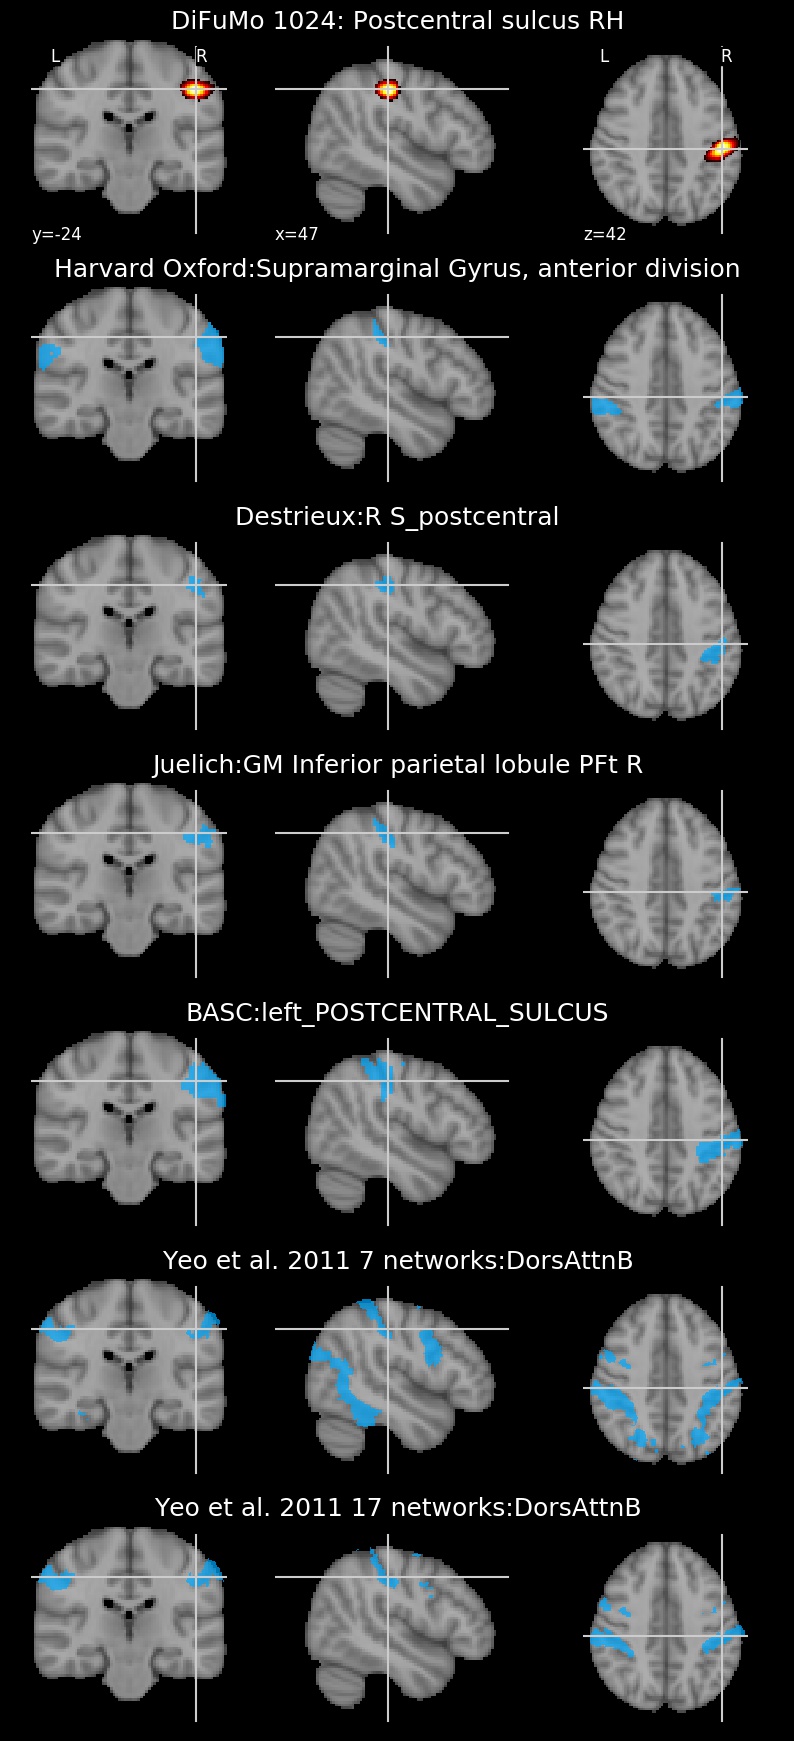 DiFuMo 1024: Postcentral sulcus RH
L R L R
y=-24 x=47 z=42
Harvard Oxford:Supramarginal Gyrus, anterior division
Destrieux:R S_postcentral
Juelich:GM Inferior parietal lobule PFt R
BASC:left_POSTCENTRAL_SULCUS
Yeo et al. 2011 7 networks:DorsAttnB
Yeo et al. 2011 17 networks:DorsAttnB